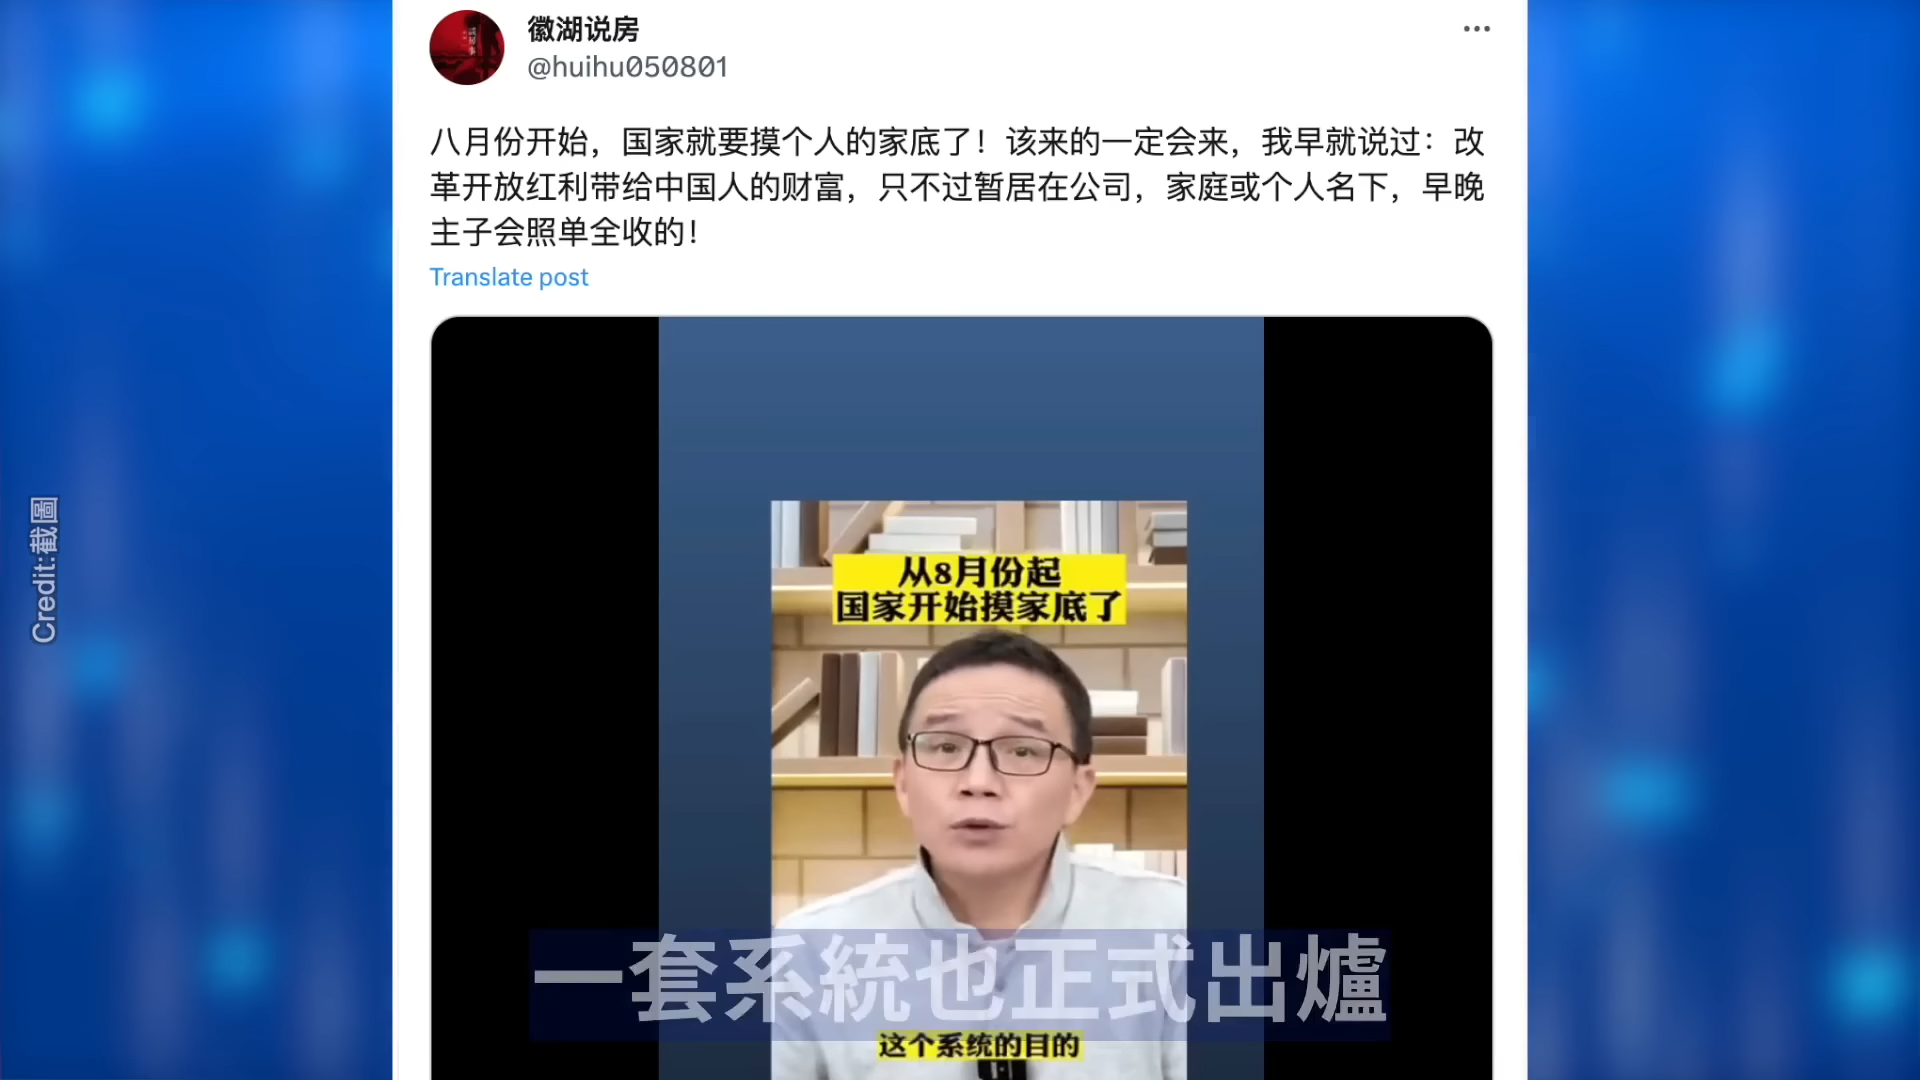 徽湖说房
@huihu050801
八月份开始，国家就要摸个人的家底了！该来的一定会来，我早就说过：改
革开放红利带给中国人的财富，只不过暂居在公司，家庭或个人名下，早晚
主子会照单全收的！
Translate post
从8月份起
国家开始摸家底了
一套系統也正式出爐
这个系统的目的
Credit:截圖